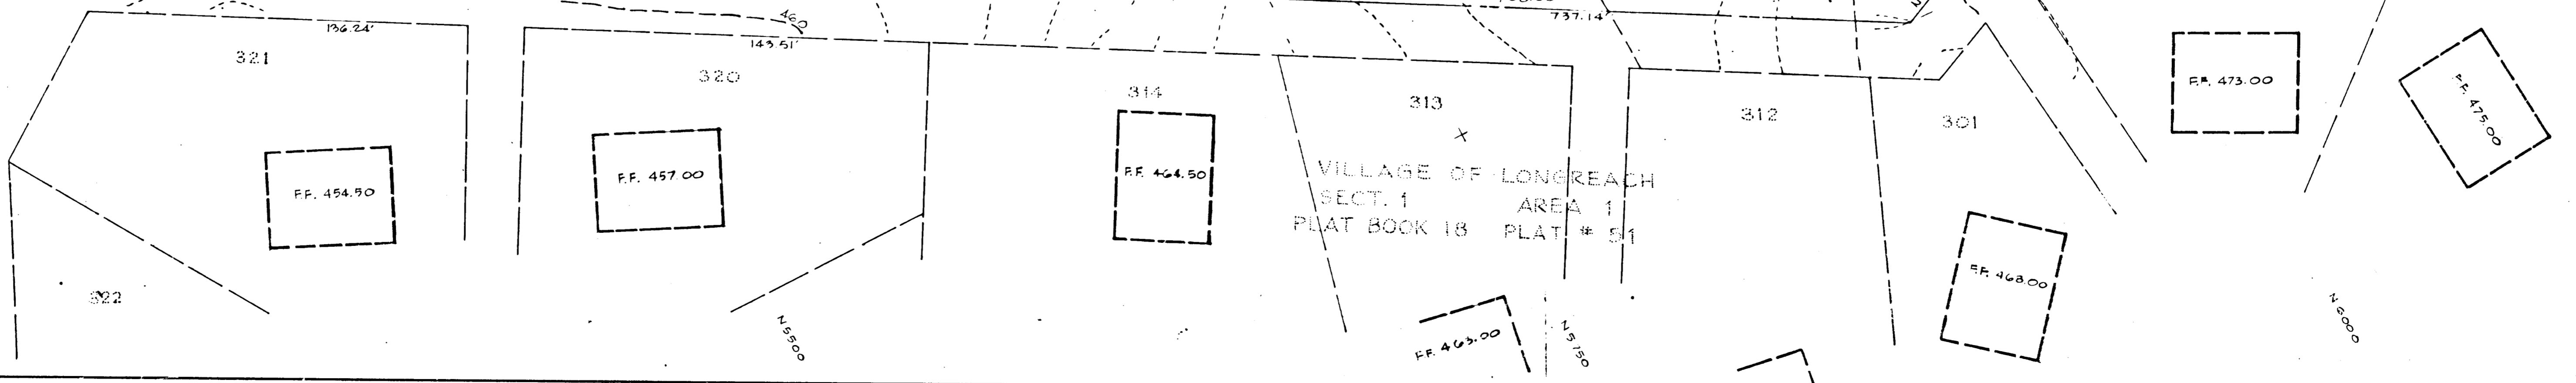 460
136.24'
143.51'
737.14'
321
320
314
313
312
301
322
F.F. 454.50
F.F. 457.00
F.F. 464.50
F.F. 473.00
F.F. 475.00
VILLAGE OF LONGREACH
SECT. 1 AREA 1
PLAT BOOK 18 PLAT # 51
F.F. 463.00
F.F. 468.00
N 5500
N 5750
N 6000